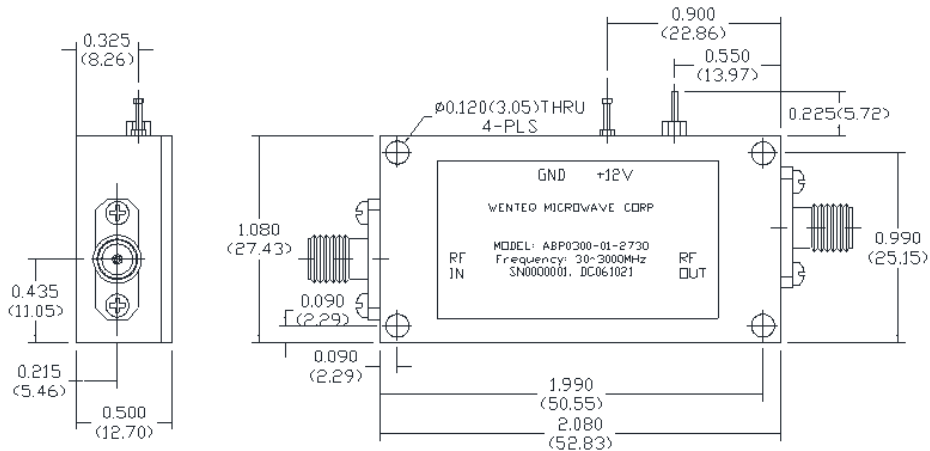 0.325
(8.26)
0.435
(11.05)
0.215
(5.46)
0.500
(12.70)
1.080
(27.43)
0.090
(2.29)
0.090
(2.29)
ø0.120(3.05)THRU
4-PLS
0.900
(22.86)
0.550
(13.97)
0.225(5.72)
GND +12V
WENTEQ MICROWAVE CORP
MODEL: ABP0300-01-2730
Frequency: 30-3000MHz
SN0000001, DC061021
RF
IN
RF
OUT
0.990
(25.15)
1.990
(50.55)
2.080
(52.83)